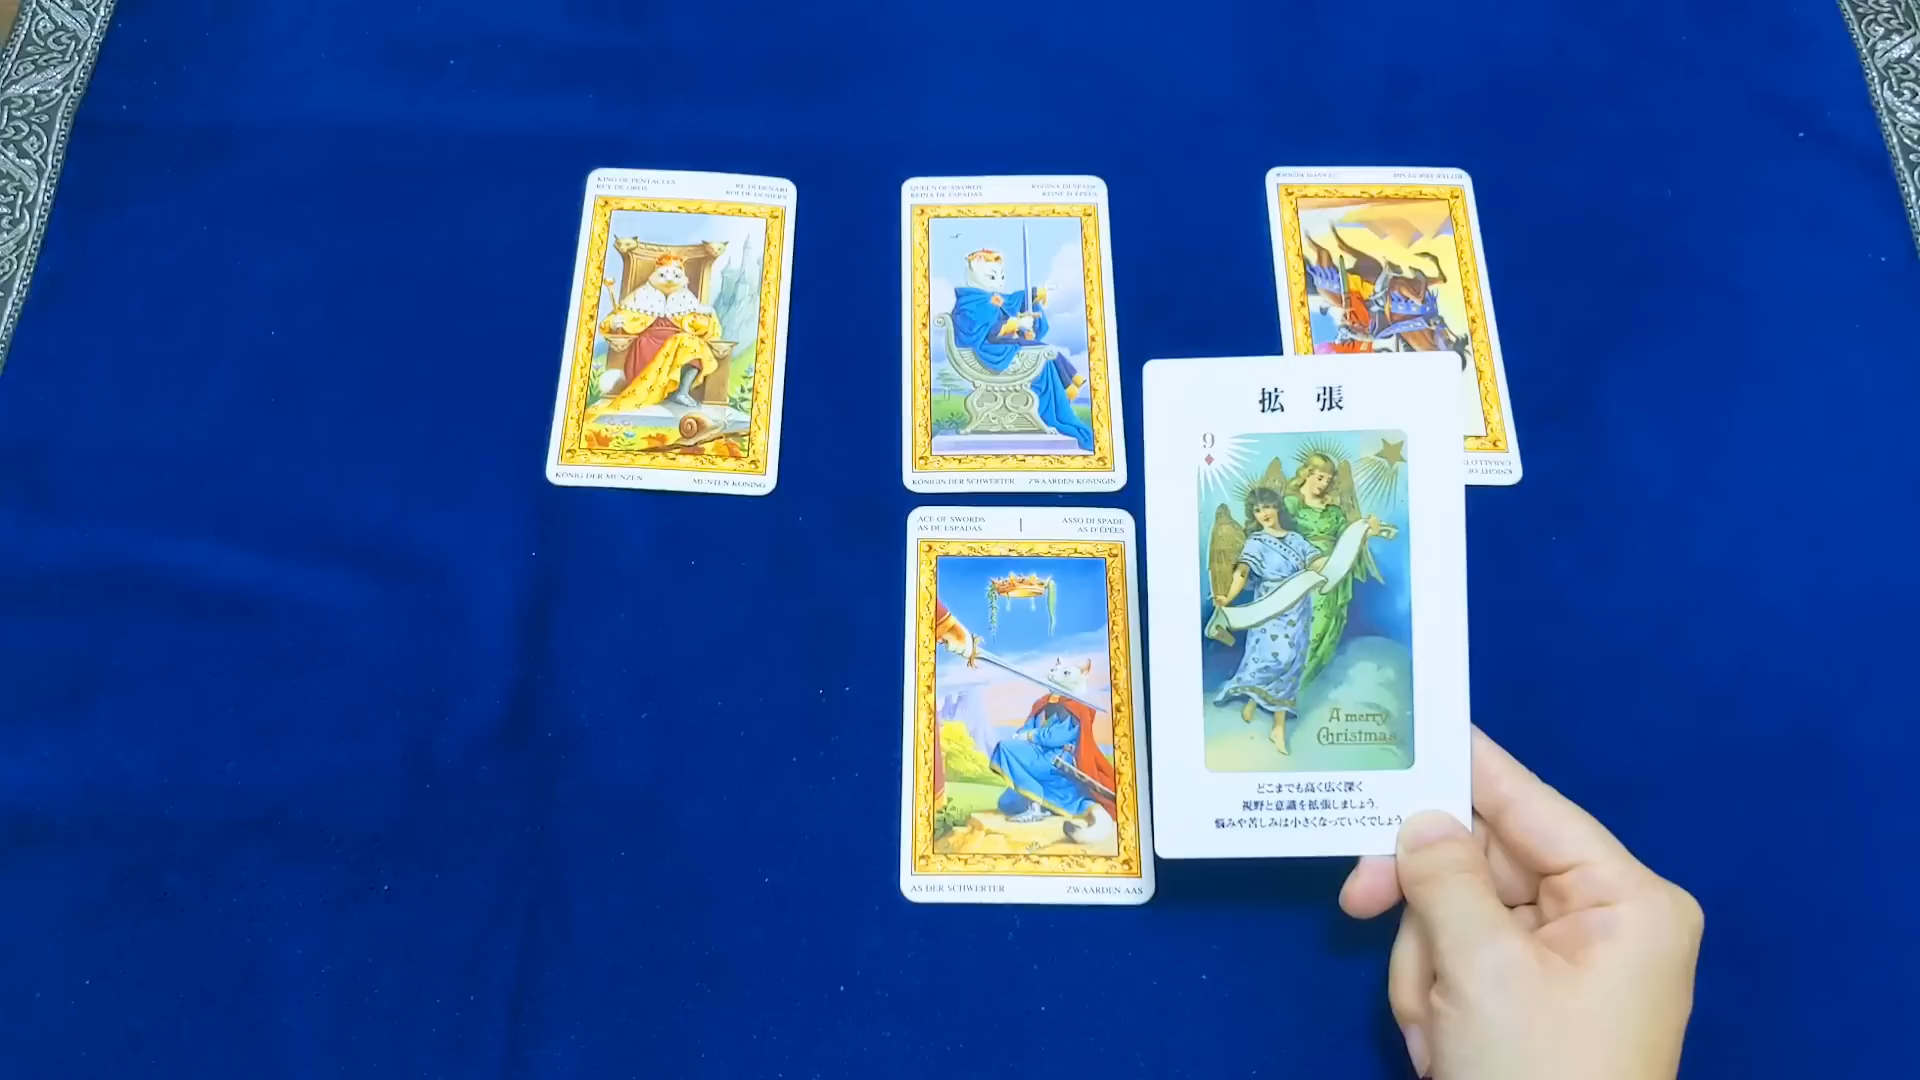 KING OF PENTACLES
REY DE OROS
RE DI DENARI
ROI DE DENIERS
KÖNIG DER MÜNZEN
MUNTEN KONING
QUEEN OF SWORDS
REINA DE ESPADAS
REGINA DI SPADE
REINE D'ÉPÉES
KÖNIGIN DER SCHWERTER
ZWAARDEN KONINGIN
KNIGHT OF
ACE OF SWORDS
AS DE ESPADAS
I
ASSO DI SPADE
AS D'ÉPÉES
AS DER SCHWERTER
ZWAARDEN AAS
拡 張
9
A merry
Christmas
どこまでも高く広く深く
視野と意識を拡張しましょう。
悩みや苦しみは小さくなっていくでしょう